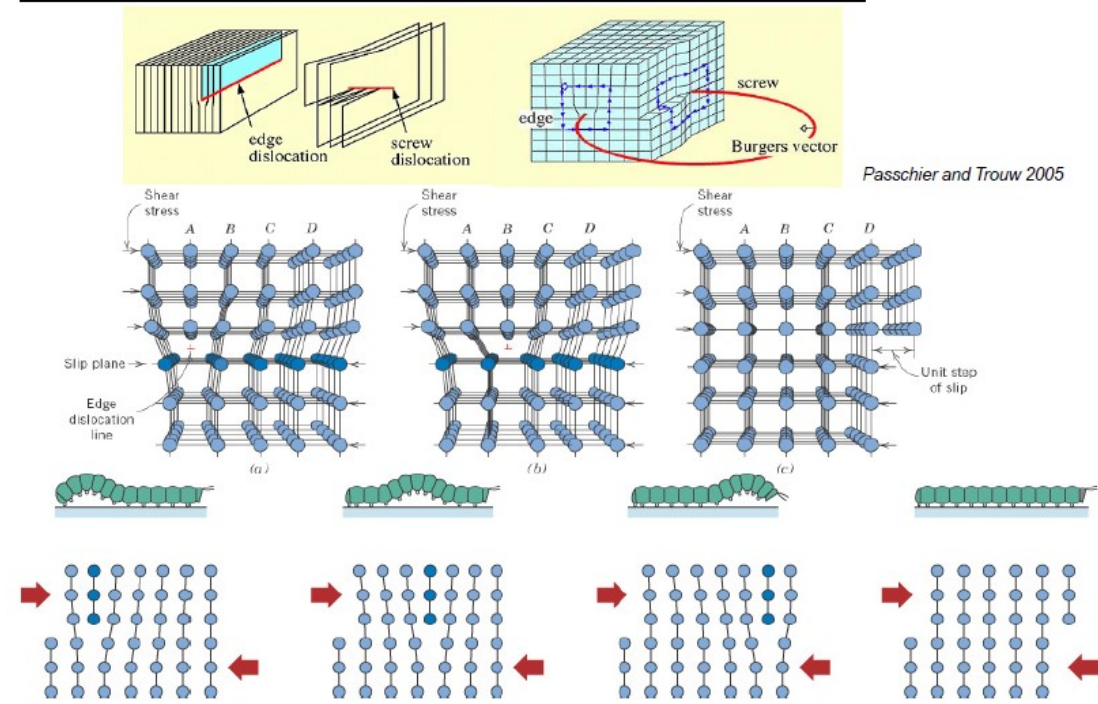 edge
dislocation
screw
dislocation
edge
screw
Burgers vector
Passchier and Trouw 2005
Shear
stress
A B C D
Shear
stress
A B C D
Shear
stress
A B C D
Slip plane
Edge
dislocation
line
Unit step
of slip
(a)
(b)
(c)